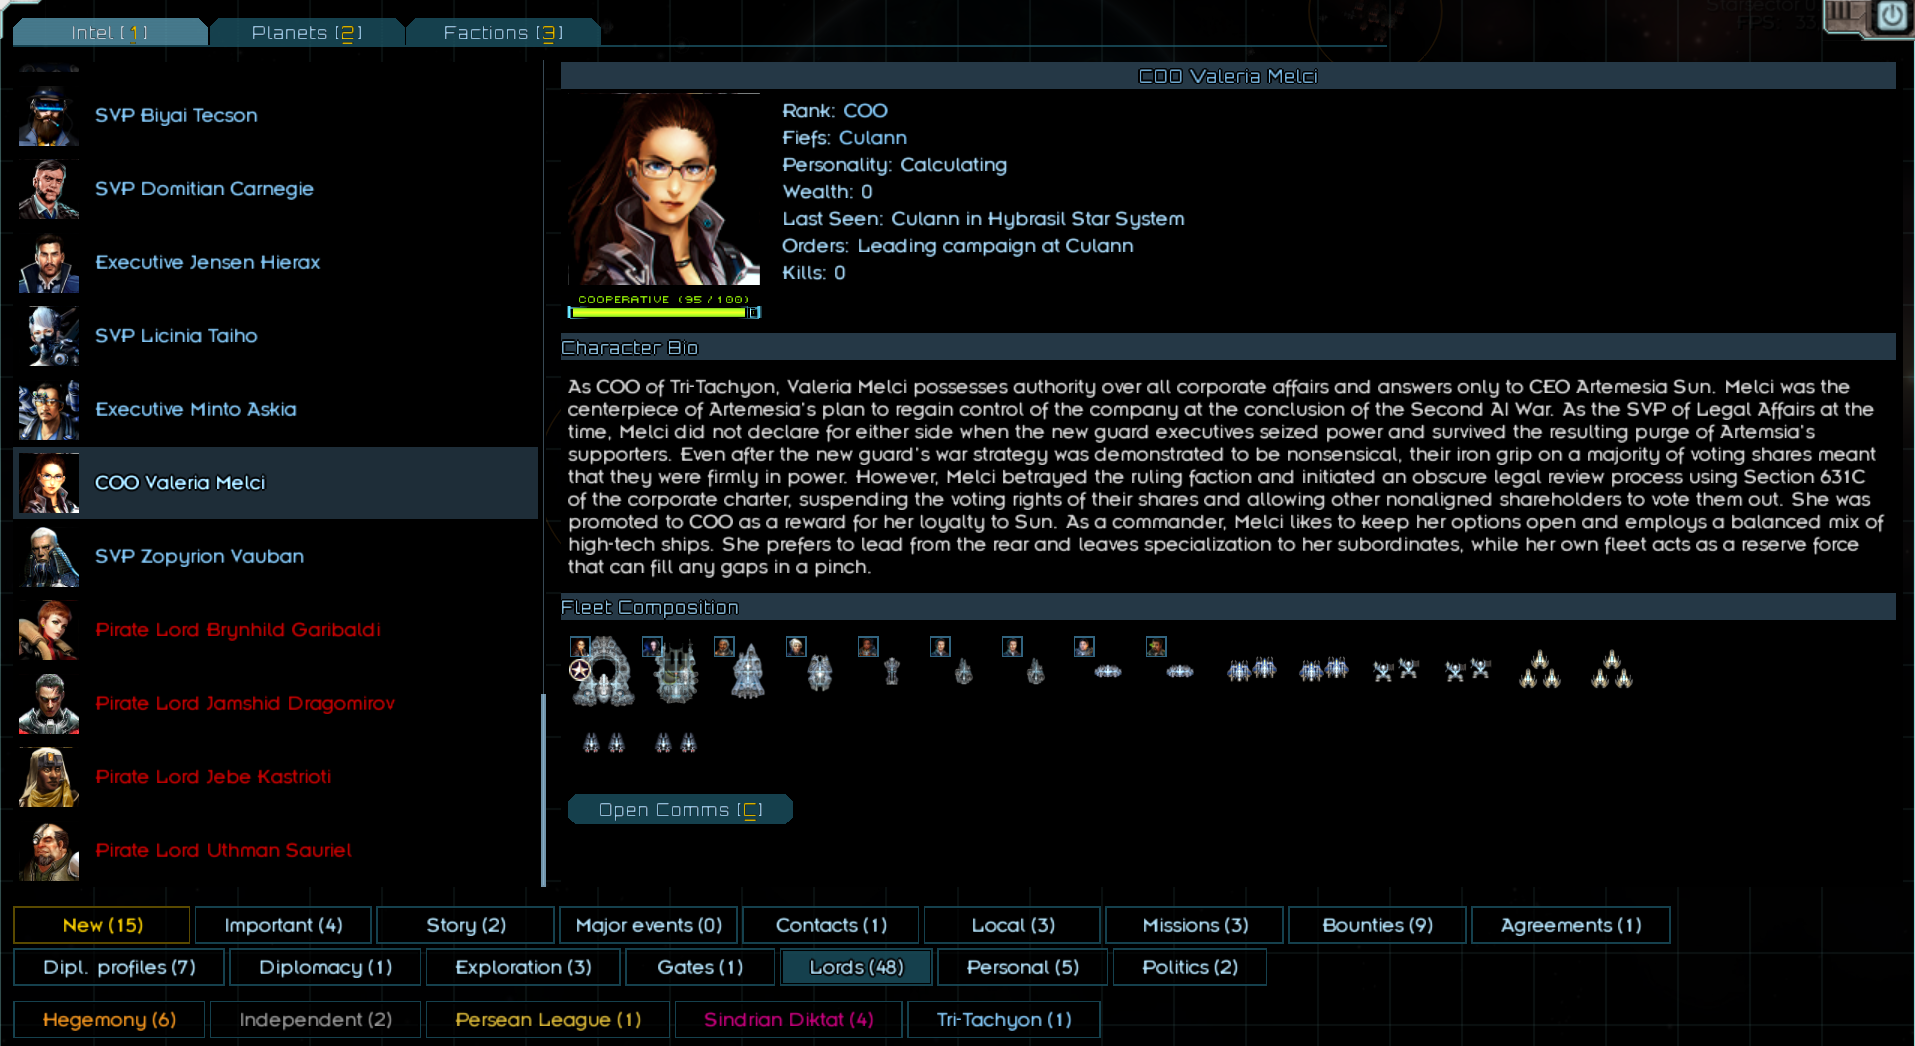 Starsector 0
FPS: 33
Intel [1]
Planets [2]
Factions [3]
SVP Biyai Tecson
SVP Domitian Carnegie
Executive Jensen Hierax
SVP Licinia Taiho
Executive Minto Askia
COO Valeria Melci
SVP Zopyrion Vauban
Pirate Lord Brynhild Garibaldi
Pirate Lord Jamshid Dragomirov
Pirate Lord Jebe Kastrioti
Pirate Lord Uthman Sauriel
COO Valeria Melci
Rank: COO
Fiefs: Culann
Personality: Calculating
Wealth: 0
Last Seen: Culann in Hybrasil Star System
Orders: Leading campaign at Culann
Kills: 0
COOPERATIVE (95 / 100)
Character Bio
As COO of Tri-Tachyon, Valeria Melci possesses authority over all corporate affairs and answers only to CEO Artemesia Sun. Melci was the
centerpiece of Artemesia's plan to regain control of the company at the conclusion of the Second AI War. As the SVP of Legal Affairs at the
time, Melci did not declare for either side when the new guard executives seized power and survived the resulting purge of Artemsia's
supporters. Even after the new guard's war strategy was demonstrated to be nonsensical, their iron grip on a majority of voting shares meant
that they were firmly in power. However, Melci betrayed the ruling faction and initiated an obscure legal review process using Section 631C
of the corporate charter, suspending the voting rights of their shares and allowing other nonaligned shareholders to vote them out. She was
promoted to COO as a reward for her loyalty to Sun. As a commander, Melci likes to keep her options open and employs a balanced mix of
high-tech ships. She prefers to lead from the rear and leaves specialization to her subordinates, while her own fleet acts as a reserve force
that can fill any gaps in a pinch.
Fleet Composition
Open Comms [C]
New (15)
Important (4)
Story (2)
Major events (0)
Contacts (1)
Local (3)
Missions (3)
Bounties (9)
Agreements (1)
Dipl. profiles (7)
Diplomacy (1)
Exploration (3)
Gates (1)
Lords (48)
Personal (5)
Politics (2)
Hegemony (6)
Independent (2)
Persean League (1)
Sindrian Diktat (4)
Tri-Tachyon (1)